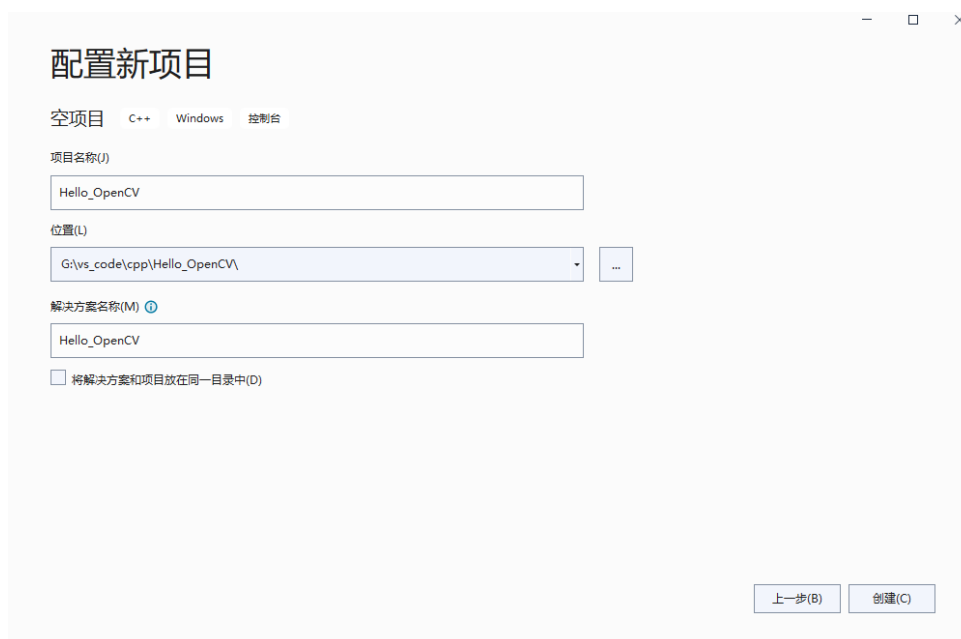 配置新项目
空项目 C++ Windows 控制台
项目名称(J)
Hello_OpenCV
位置(L)
G:\vs_code\cpp\Hello_OpenCV\
...
解决方案名称(M)
Hello_OpenCV
将解决方案和项目放在同一目录中(D)
上一步(B) 创建(C)